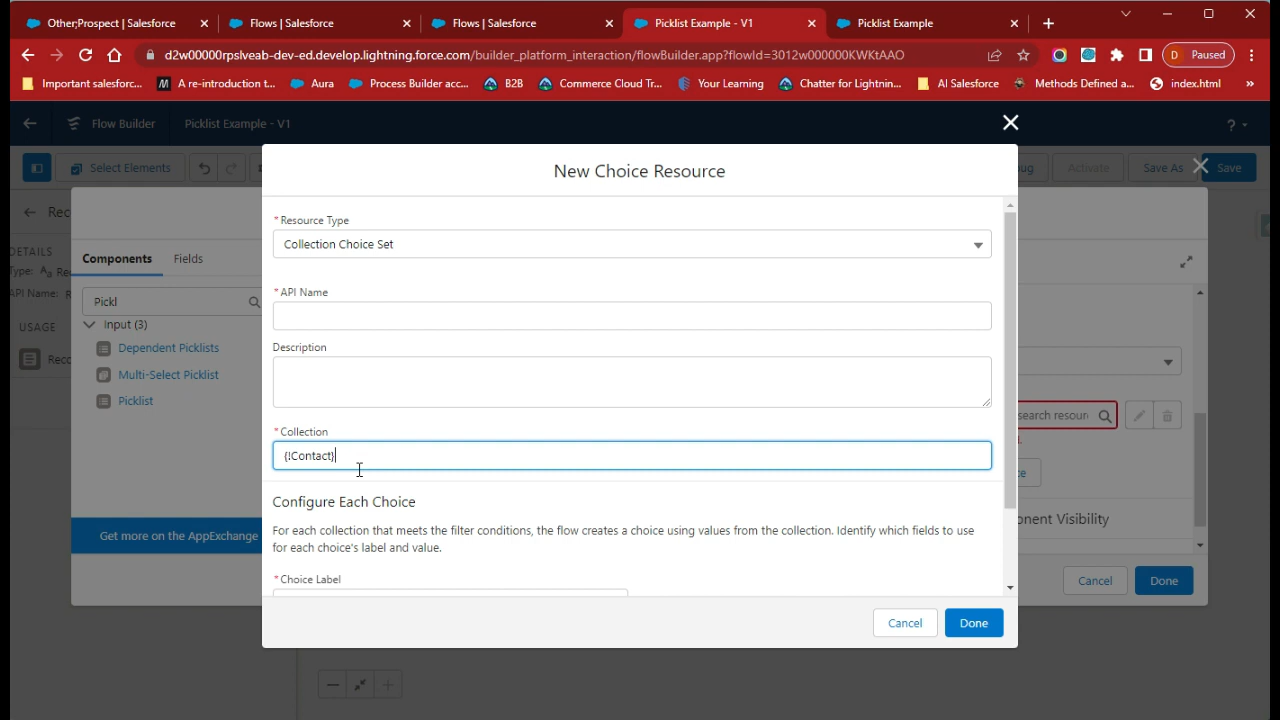 Other;Prospect | Salesforce
Flows | Salesforce
Flows | Salesforce
Picklist Example - V1
Picklist Example
d2w00000rpslveab-dev-ed.develop.lightning.force.com/builder_platform_interaction/flowBuilder.app?flowId=3012w000000KWKtAAO
D Paused
Important salesforc...
A re-introduction t...
Aura
Process Builder acc...
B2B
Commerce Cloud Tr...
Your Learning
Chatter for Lightnin...
AI Salesforce
Methods Defined a...
index.html
»
Flow Builder
Picklist Example - V1
?
Select Elements
Activate
Save As
Save
New Choice Resource
* Resource Type
Collection Choice Set
* API Name
Description
* Collection
{!Contact}
Configure Each Choice
For each collection that meets the filter conditions, the flow creates a choice using values from the collection. Identify which fields to use
for each choice's label and value.
* Choice Label
Cancel
Done
DETAILS
API Name:
USAGE
Components
Fields
Pickl
Input (3)
Dependent Picklists
Multi-Select Picklist
Picklist
Get more on the AppExchange
Cancel
Done